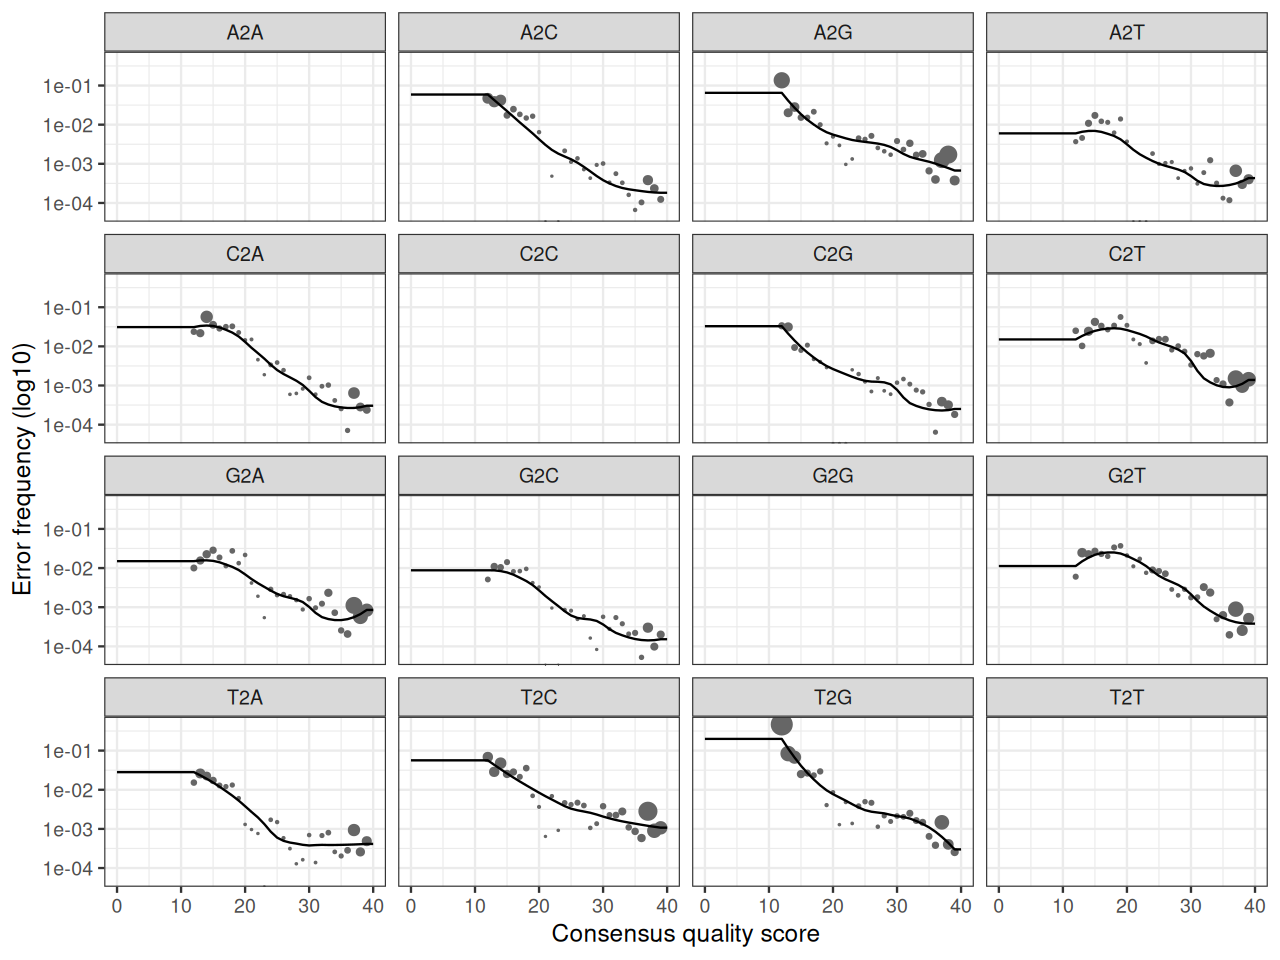 A2A A2C A2G A2T
1e-01
1e-02
1e-03
1e-04
C2A C2C C2G C2T
1e-01
1e-02
1e-03
1e-04
G2A G2C G2G G2T
1e-01
1e-02
1e-03
1e-04
T2A T2C T2G T2T
1e-01
1e-02
1e-03
1e-04
0 10 20 30 40 0 10 20 30 40 0 10 20 30 40 0 10 20 30 40
Consensus quality score
Error frequency (log10)